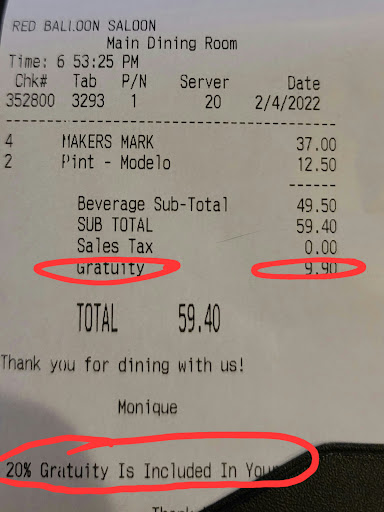 RED BALLOON SALOON
Main Dining Room
Time: 6 53:25 PM
Chk# Tab P/N Server Date
352800 3293 1 20 2/4/2022
4 MAKERS MARK 37.00
2 Pint - Modelo 12.50
Beverage Sub-Total 49.50
SUB TOTAL 59.40
Sales Tax 0.00
Gratuity 9.90
TOTAL 59.40
Thank you for dining with us!
Monique
20% Gratuity Is Included In